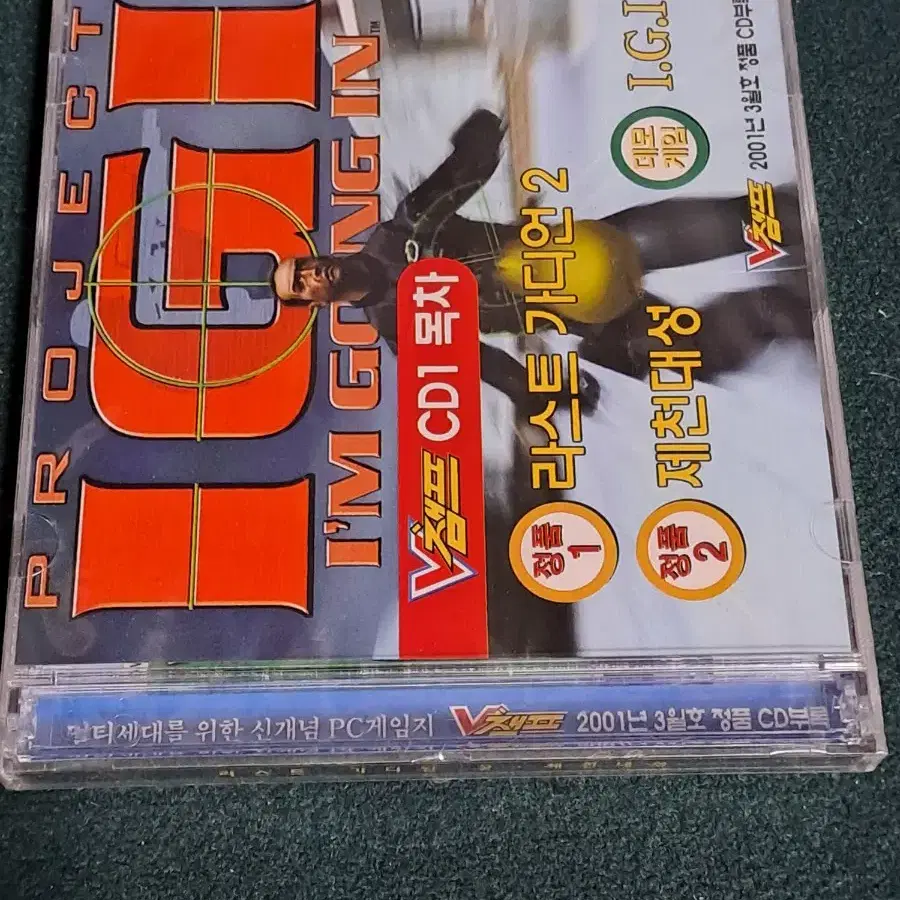 PROJECT
IGI
I'M GOING IN™
V챔프 CD1 목차
정품 1 라스트 가디언 2
정품 2 제천대성
데모 게임 I.G.I
V챔프 2001년 3월호 정품 CD부록
멀티세대를 위한 신개념 PC게임지 V챔프 2001년 3월호 정품 CD부록